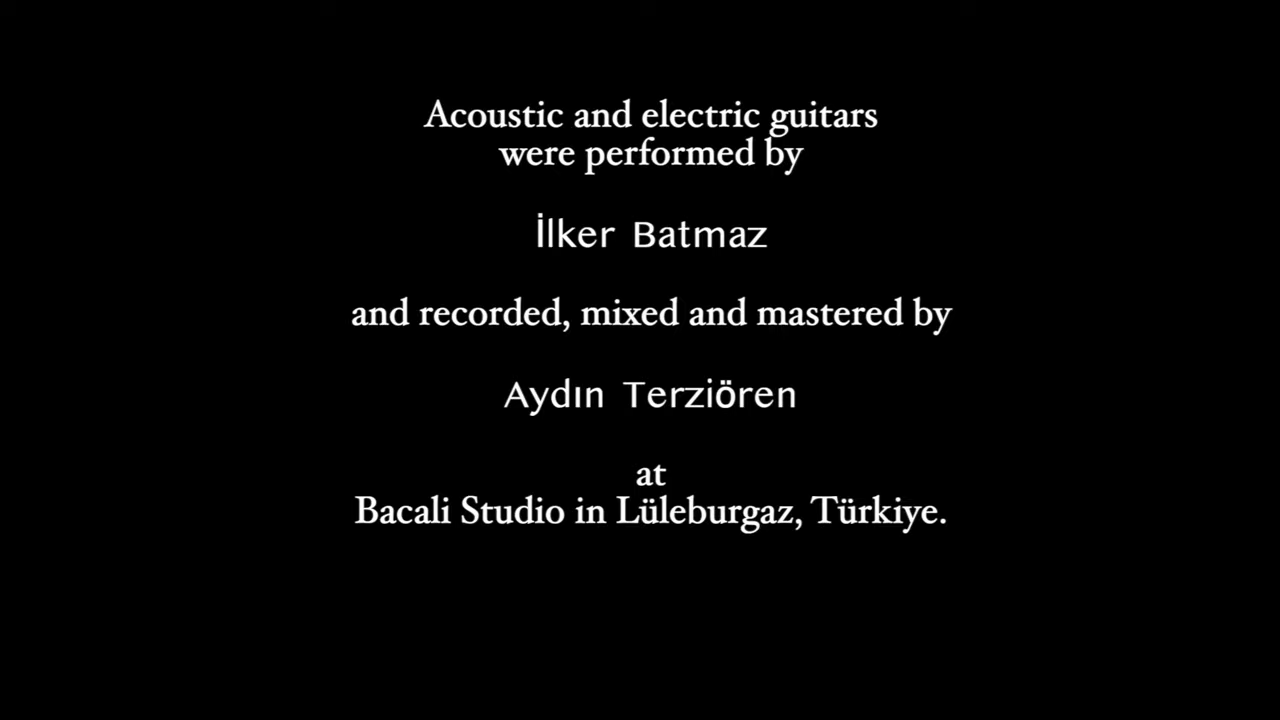 Acoustic and electric guitars
were performed by
İlker Batmaz
and recorded, mixed and mastered by
Aydın Terziören
at
Bacali Studio in Lüleburgaz, Türkiye.